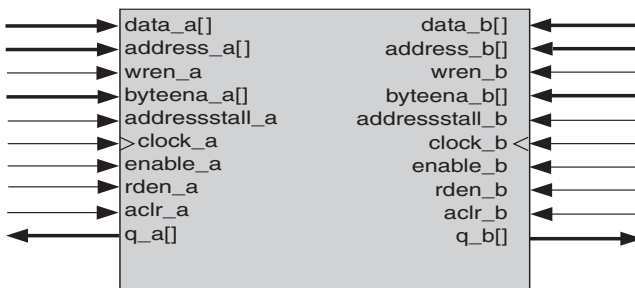 data_a[] data_b[]
address_a[] address_b[]
wren_a wren_b
byteena_a[] byteena_b[]
addressstall_a addressstall_b
>clock_a clock_b <
enable_a enable_b
rden_a rden_b
aclr_a aclr_b
q_a[] q_b[]